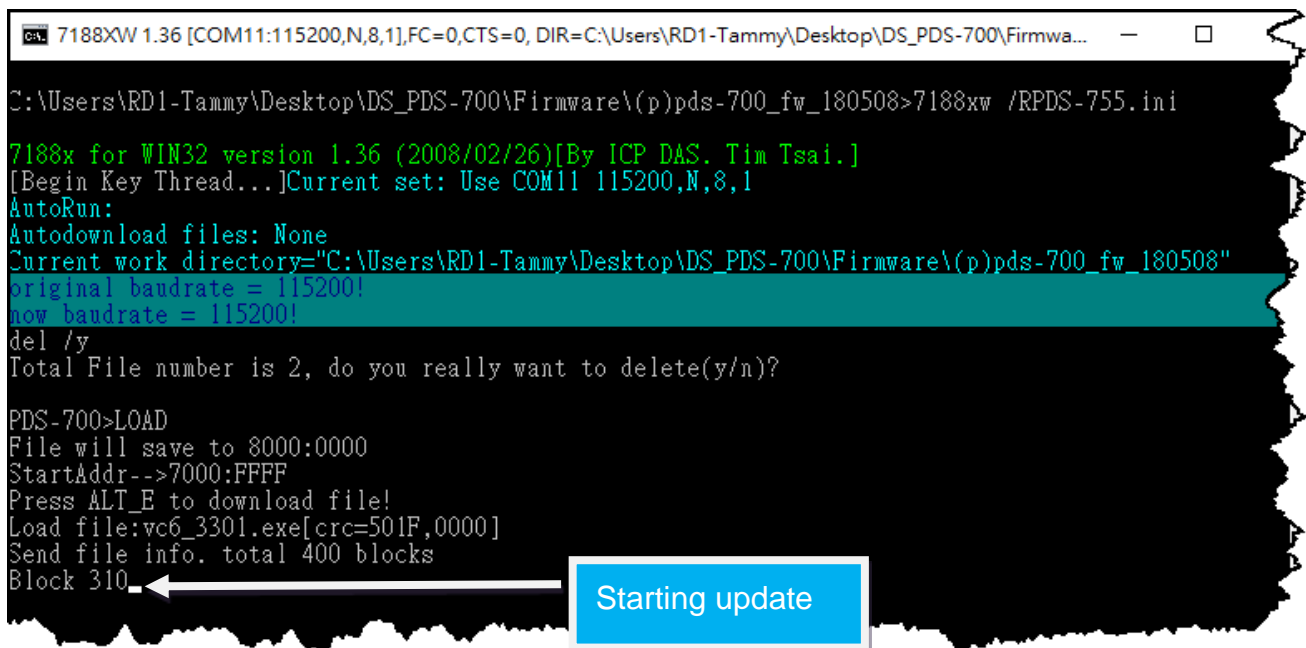 7188XW 1.36 [COM11:115200,N,8,1],FC=0,CTS=0, DIR=C:\Users\RD1-Tammy\Desktop\DS_PDS-700\Firmwa...
C:\Users\RD1-Tammy\Desktop\DS_PDS-700\Firmware\(p)pds-700_fw_180508>7188xw /RPDS-755.ini
7188x for WIN32 version 1.36 (2008/02/26)[By ICP DAS. Tim Tsai.]
[Begin Key Thread...]Current set: Use COM11 115200,N,8,1
AutoRun:
Autodownload files: None
Current work directory="C:\Users\RD1-Tammy\Desktop\DS_PDS-700\Firmware\(p)pds-700_fw_180508"
original baudrate = 115200!
now baudrate = 115200!
del /y
Total File number is 2, do you really want to delete(y/n)?
PDS-700>LOAD
File will save to 8000:0000
StartAddr-->7000:FFFF
Press ALT_E to download file!
Load file:vc6_3301.exe[crc=501F,0000]
Send file info. total 400 blocks
Block 310
Starting update